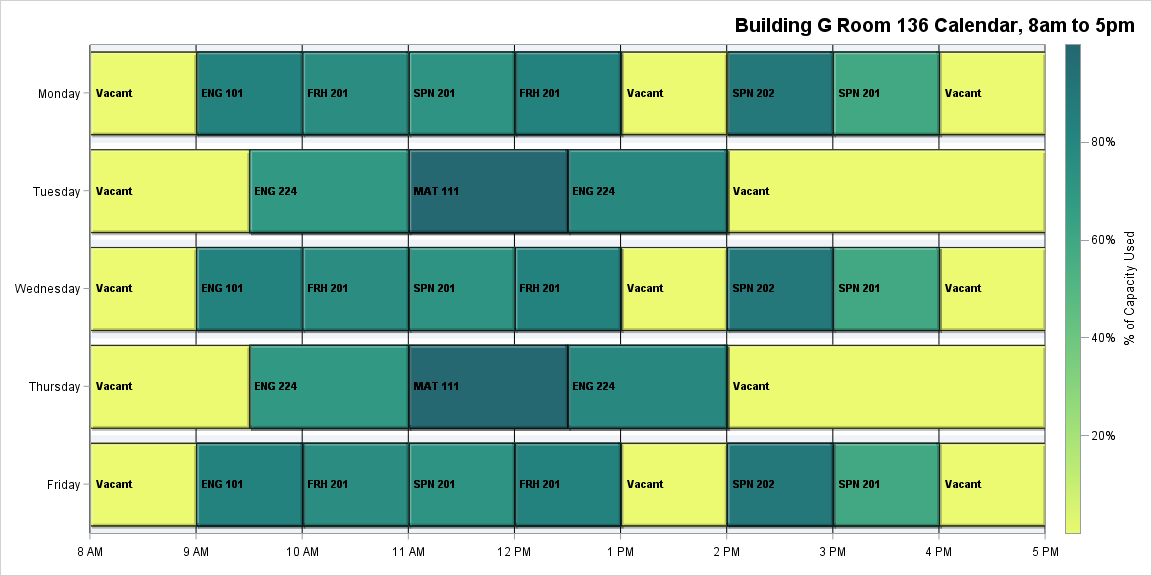 Building G Room 136 Calendar, 8am to 5pm
Monday
Vacant
ENG 101
FRH 201
SPN 201
FRH 201
Vacant
SPN 202
SPN 201
Vacant
Tuesday
Vacant
ENG 224
MAT 111
ENG 224
Vacant
Wednesday
Vacant
ENG 101
FRH 201
SPN 201
FRH 201
Vacant
SPN 202
SPN 201
Vacant
Thursday
Vacant
ENG 224
MAT 111
ENG 224
Vacant
Friday
Vacant
ENG 101
FRH 201
SPN 201
FRH 201
Vacant
SPN 202
SPN 201
Vacant
8 AM
9 AM
10 AM
11 AM
12 PM
1 PM
2 PM
3 PM
4 PM
5 PM
80%
60%
40%
20%
% of Capacity Used